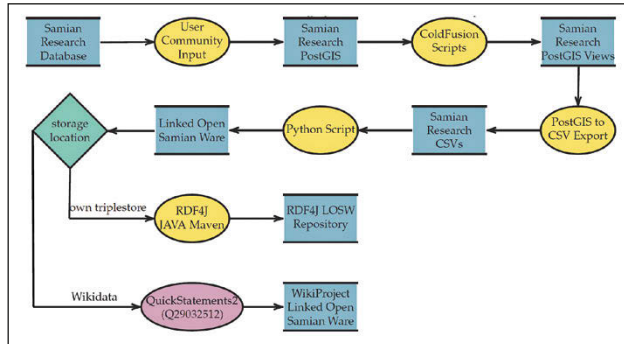 Samian
Research
Database
User
Community
Input
Samian
Research
PostGIS
ColdFusion
Scripts
Samian
Research
PostGIS Views
PostGIS to
CSV Export
Samian
Research
CSVs
Python Script
Linked Open
Samian Ware
storage
location
own triplestore
RDF4J
JAVA Maven
RDF4J LOSW
Repository
Wikidata
QuickStatements2
(Q29032512)
WikiProject
Linked Open
Samian Ware